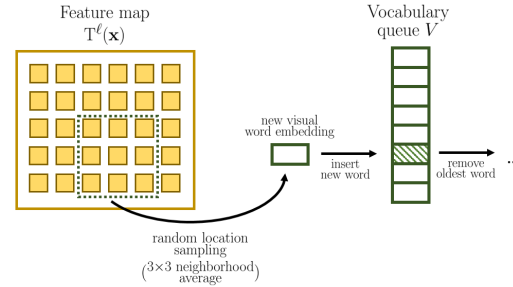 Feature map
Tℓ(x)
Vocabulary
queue V
new visual
word embedding
insert
new word
remove
oldest word
..
random location
sampling
(3×3 neighborhood
average)